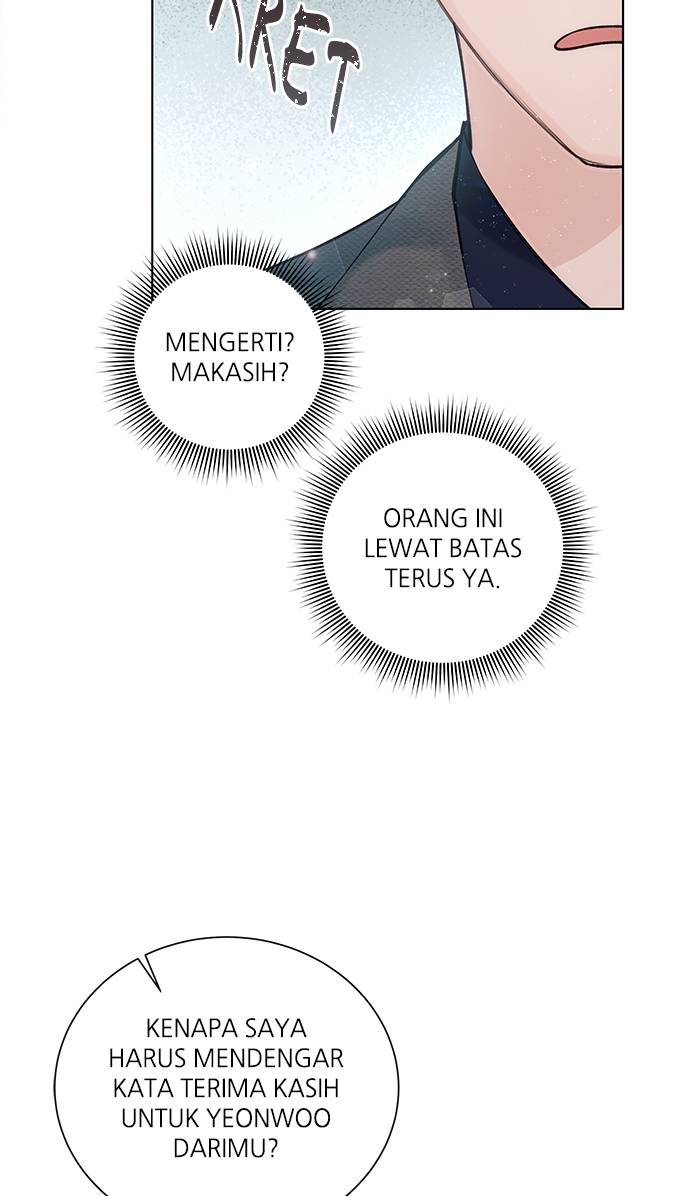 KRET
MENGERTI?
MAKASIH?
ORANG INI
LEWAT BATAS
TERUS YA.
KENAPA SAYA
HARUS MENDENGAR
KATA TERIMA KASIH
UNTUK YEONWOO
DARIMU?